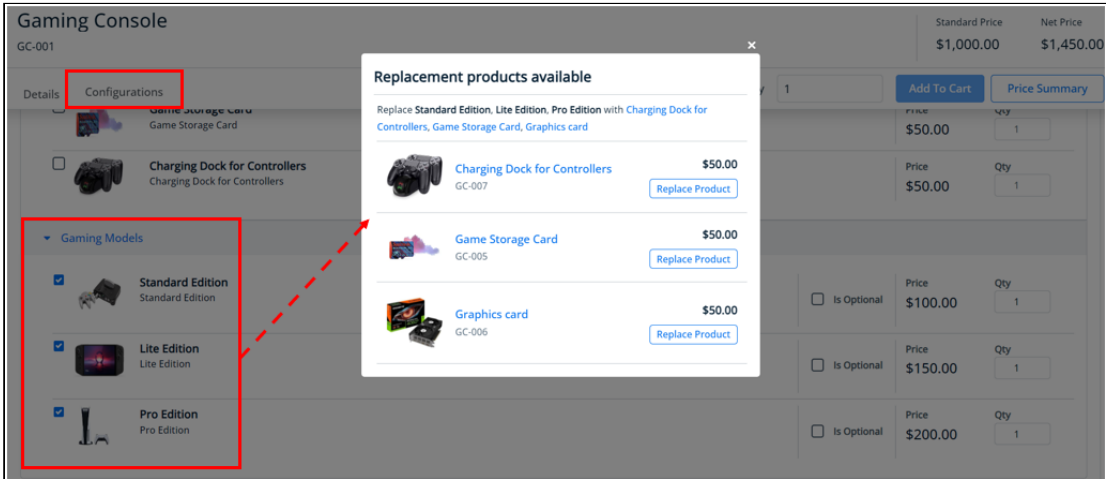 Gaming Console
GC-001
Standard Price
Net Price
$1,000.00
$1,450.00
Details
Configurations
y
1
Add To Cart
Price Summary
Game Storage Card
Game Storage Card
Price
Qty
$50.00
1
Charging Dock for Controllers
Charging Dock for Controllers
Price
Qty
$50.00
1
Gaming Models
Standard Edition
Standard Edition
Is Optional
Price
Qty
$100.00
1
Lite Edition
Lite Edition
Is Optional
Price
Qty
$150.00
1
Pro Edition
Pro Edition
Is Optional
Price
Qty
$200.00
1
×
Replacement products available
Replace Standard Edition, Lite Edition, Pro Edition with Charging Dock for
Controllers, Game Storage Card, Graphics card
Charging Dock for Controllers
GC-007
$50.00
Replace Product
Game Storage Card
GC-005
$50.00
Replace Product
Graphics card
GC-006
$50.00
Replace Product